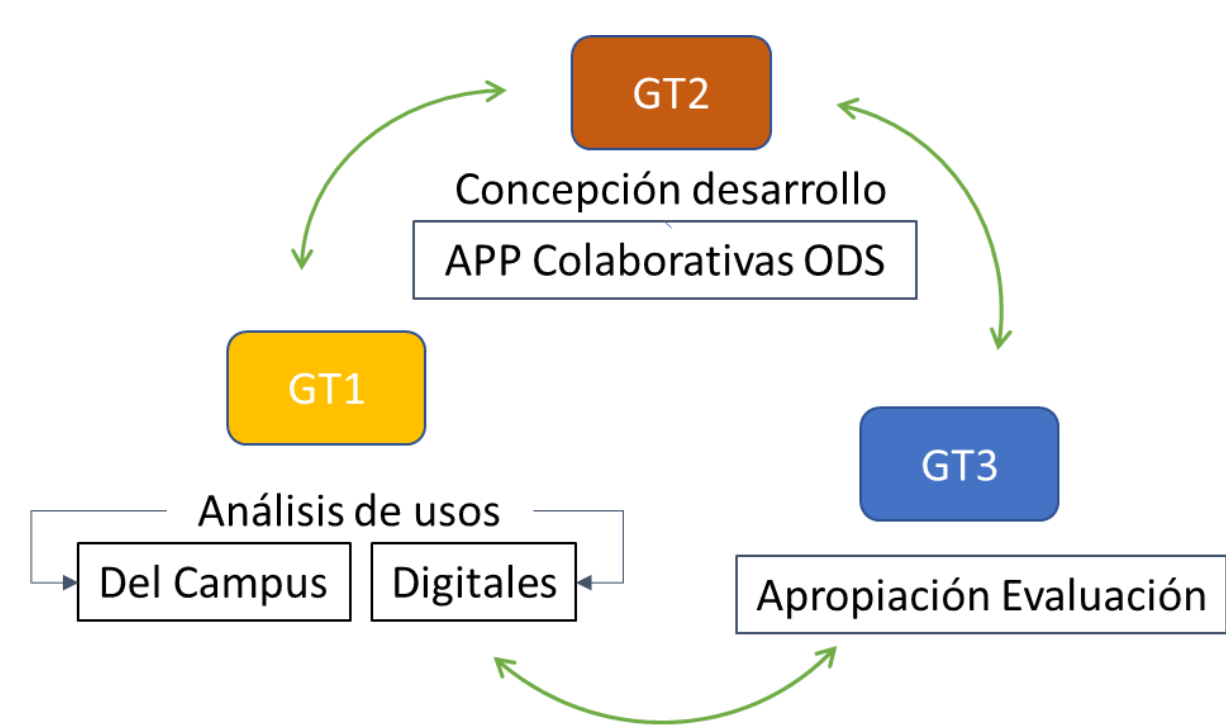 GT2
Concepción desarrollo
APP Colaborativas ODS
GT1
Análisis de usos
Del Campus
Digitales
GT3
Apropiación Evaluación